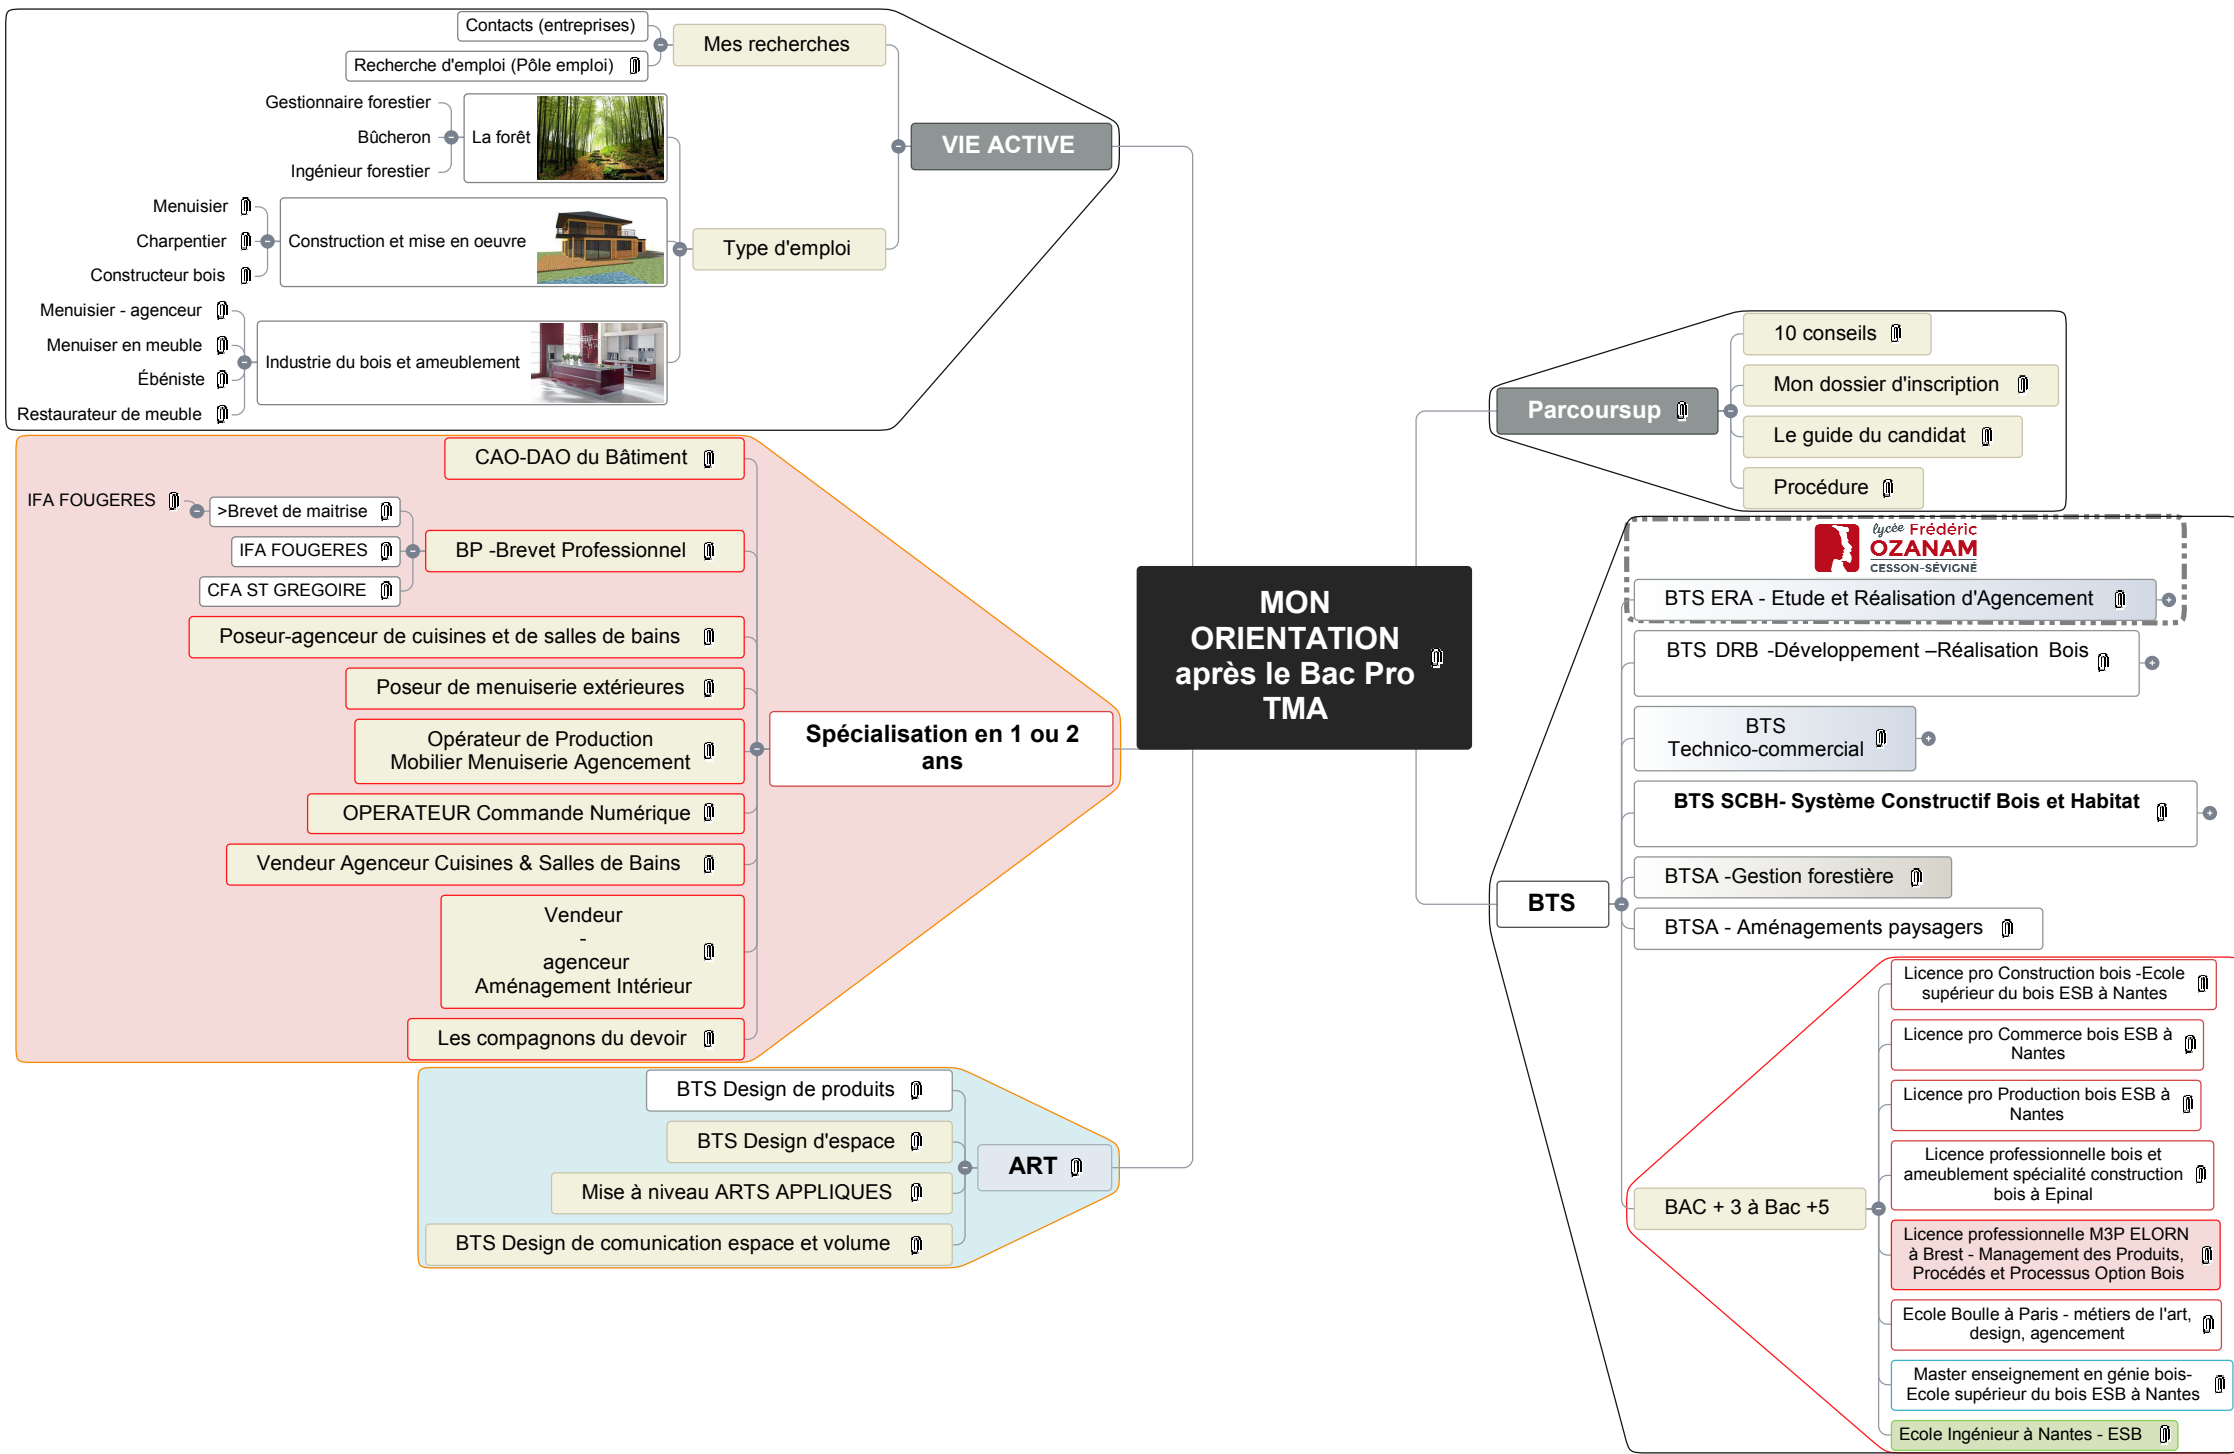 Contacts (entreprises)
Recherche d'emploi (Pôle emploi)
Mes recherches
Gestionnaire forestier
Bûcheron
Ingénieur forestier
La forêt
VIE ACTIVE
Menuisier
Charpentier
Constructeur bois
Construction et mise en oeuvre
Type d'emploi
Menuisier - agenceur
Menuiser en meuble
Ébéniste
Restaurateur de meuble
Industrie du bois et ameublement
CAO-DAO du Bâtiment
IFA FOUGERES
>Brevet de maitrise
IFA FOUGERES
CFA ST GREGOIRE
BP -Brevet Professionnel
Poseur-agenceur de cuisines et de salles de bains
Poseur de menuiserie extérieures
Opérateur de Production
Mobilier Menuiserie Agencement
OPERATEUR Commande Numérique
Vendeur Agenceur Cuisines & Salles de Bains
Vendeur
-
agenceur
Aménagement Intérieur
Les compagnons du devoir
Spécialisation en 1 ou 2
ans
BTS Design de produits
BTS Design d'espace
Mise à niveau ARTS APPLIQUES
BTS Design de comunication espace et volume
ART
MON
ORIENTATION
après le Bac Pro
TMA
Parcoursup
10 conseils
Mon dossier d'inscription
Le guide du candidat
Procédure
lycée Frédéric
OZANAM
CESSON-SÉVIGNÉ
BTS ERA - Etude et Réalisation d'Agencement
BTS DRB -Développement –Réalisation Bois
BTS
Technico-commercial
BTS SCBH- Système Constructif Bois et Habitat
BTSA -Gestion forestière
BTSA - Aménagements paysagers
BTS
BAC + 3 à Bac +5
Licence pro Construction bois -Ecole
supérieur du bois ESB à Nantes
Licence pro Commerce bois ESB à
Nantes
Licence pro Production bois ESB à
Nantes
Licence professionnelle bois et
ameublement spécialité construction
bois à Epinal
Licence professionnelle M3P ELORN
à Brest - Management des Produits,
Procédés et Processus Option Bois
Ecole Boulle à Paris - métiers de l'art,
design, agencement
Master enseignement en génie bois-
Ecole supérieur du bois ESB à Nantes
Ecole Ingénieur à Nantes - ESB